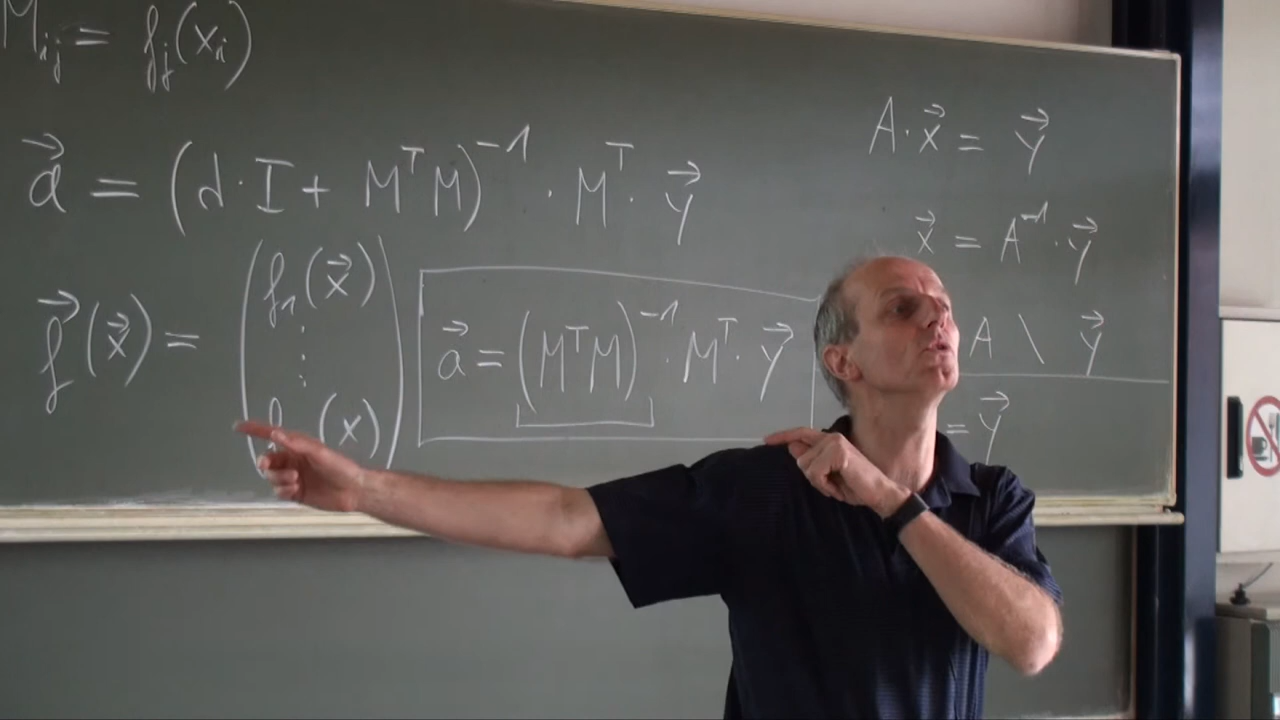 M_ij = f_j(x_i)
a⃗ = (d·I + MᵀM)⁻¹ · Mᵀ · y⃗
f⃗(x⃗) = (f₁(x⃗)
⋮
f (x))
a⃗ = (MᵀM)⁻¹ · Mᵀ · y⃗
A · x⃗ = y⃗
x⃗ = A⁻¹ · y⃗
A \ y⃗
= y⃗